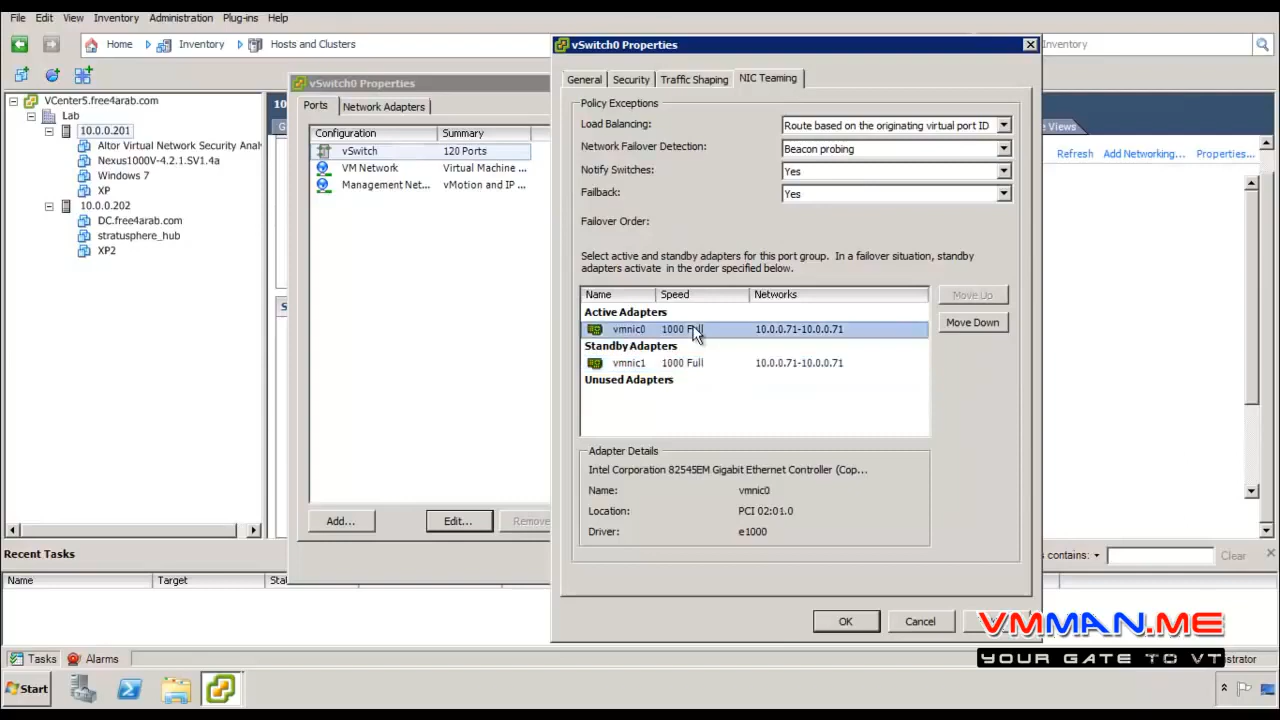 File Edit View Inventory Administration Plug-ins Help
Home Inventory Hosts and Clusters
Inventory
VCenter5.free4arab.com
Lab
10.0.0.201
Altor Virtual Network Security Anal
Nexus1000V-4.2.1.SV1.4a
Windows 7
XP
10.0.0.202
DC.free4arab.com
stratusphere_hub
XP2
vSwitch0 Properties
Ports Network Adapters
Configuration Summary
vSwitch 120 Ports
VM Network Virtual Machine ...
Management Net... vMotion and IP ...
Add... Edit... Remove
vSwitch0 Properties
General Security Traffic Shaping NIC Teaming
Policy Exceptions
Load Balancing: Route based on the originating virtual port ID
Network Failover Detection: Beacon probing
Notify Switches: Yes
Failback: Yes
Failover Order:
Select active and standby adapters for this port group. In a failover situation, standby
adapters activate in the order specified below.
Name Speed Networks
Active Adapters
vmnic0 1000 Full 10.0.0.71-10.0.0.71
Standby Adapters
vmnic1 1000 Full 10.0.0.71-10.0.0.71
Unused Adapters
Move Up
Move Down
Adapter Details
Intel Corporation 82545EM Gigabit Ethernet Controller (Cop...
Name: vmnic0
Location: PCI 02:01.0
Driver: e1000
OK Cancel
10
e Views
Refresh Add Networking... Properties...
Recent Tasks
s contains: Clear
Name Target
Tasks Alarms
istrator
VMMAN.ME
YOUR GATE TO VT
Start